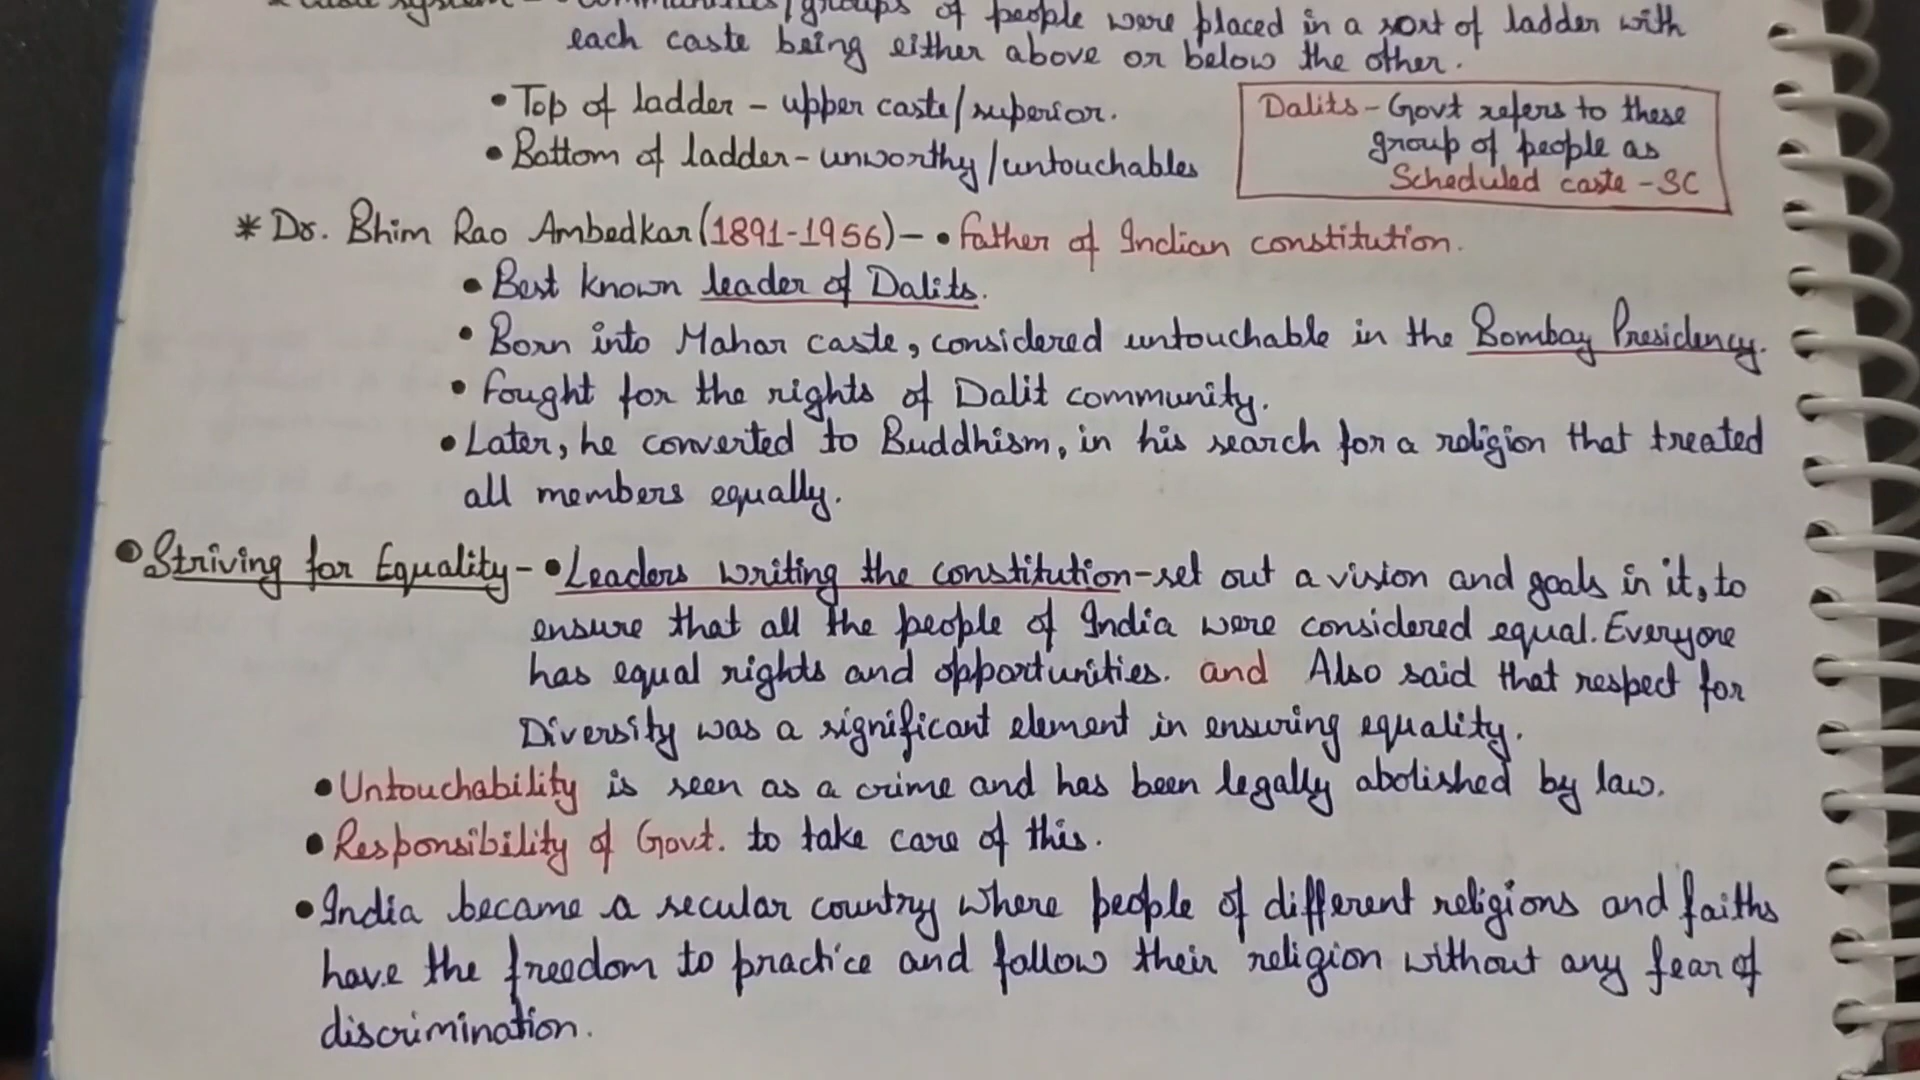 * Caste system - • Communities/groups of people were placed in a sort of ladder with
each caste being either above or below the other.
• Top of ladder - upper caste/superior.
• Bottom of ladder - unworthy/untouchables
Dalits - Govt refers to these
group of people as
Scheduled caste - SC
* Dr. Bhim Rao Ambedkar (1891-1956) - • Father of Indian constitution.
• Best known leader of Dalits.
• Born into Mahar caste, considered untouchable in the Bombay Presidency.
• Fought for the rights of Dalit community.
• Later, he converted to Buddhism, in his search for a religion that treated
all members equally.
• Striving for Equality - • Leaders writing the constitution - set out a vision and goals in it, to
ensure that all the people of India were considered equal. Everyone
has equal rights and opportunities. and Also said that respect for
Diversity was a significant element in ensuring equality.
• Untouchability is seen as a crime and has been legally abolished by law.
• Responsibility of Govt. to take care of this.
• India became a secular country where people of different religions and faiths
have the freedom to practice and follow their religion without any fear of
discrimination.